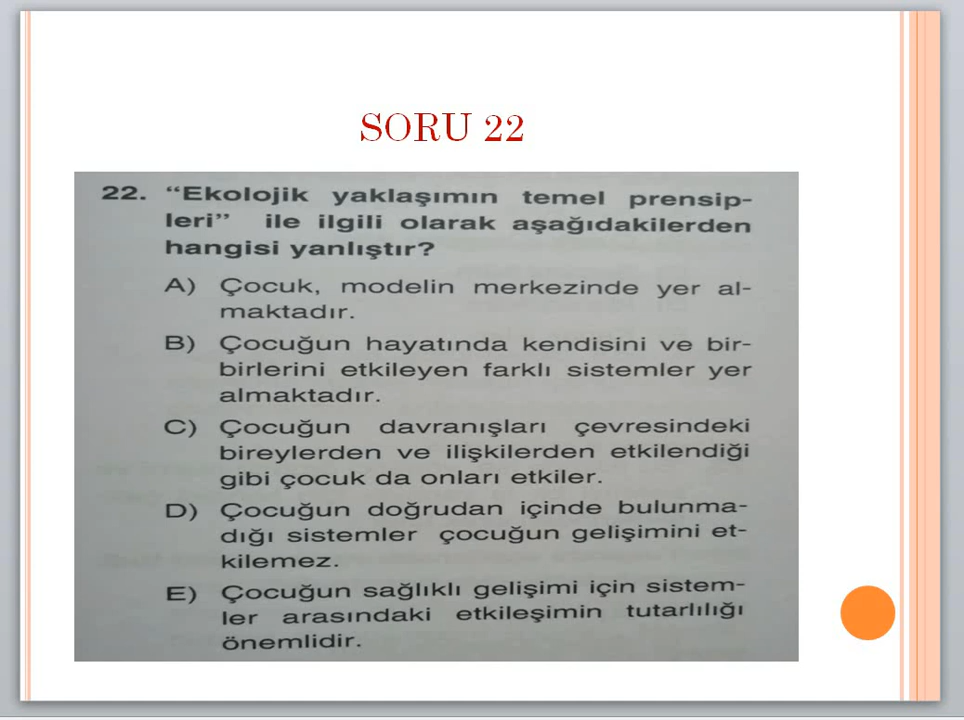 SORU 22
22. “Ekolojik yaklaşımın temel prensip-
leri” ile ilgili olarak aşağıdakilerden
hangisi yanlıştır?
A) Çocuk, modelin merkezinde yer al-
maktadır.
B) Çocuğun hayatında kendisini ve bir-
birlerini etkileyen farklı sistemler yer
almaktadır.
C) Çocuğun davranışları çevresindeki
bireylerden ve ilişkilerden etkilendiği
gibi çocuk da onları etkiler.
D) Çocuğun doğrudan içinde bulunma-
dığı sistemler çocuğun gelişimini et-
kilemez.
E) Çocuğun sağlıklı gelişimi için sistem-
ler arasındaki etkileşimin tutarlılığı
önemlidir.